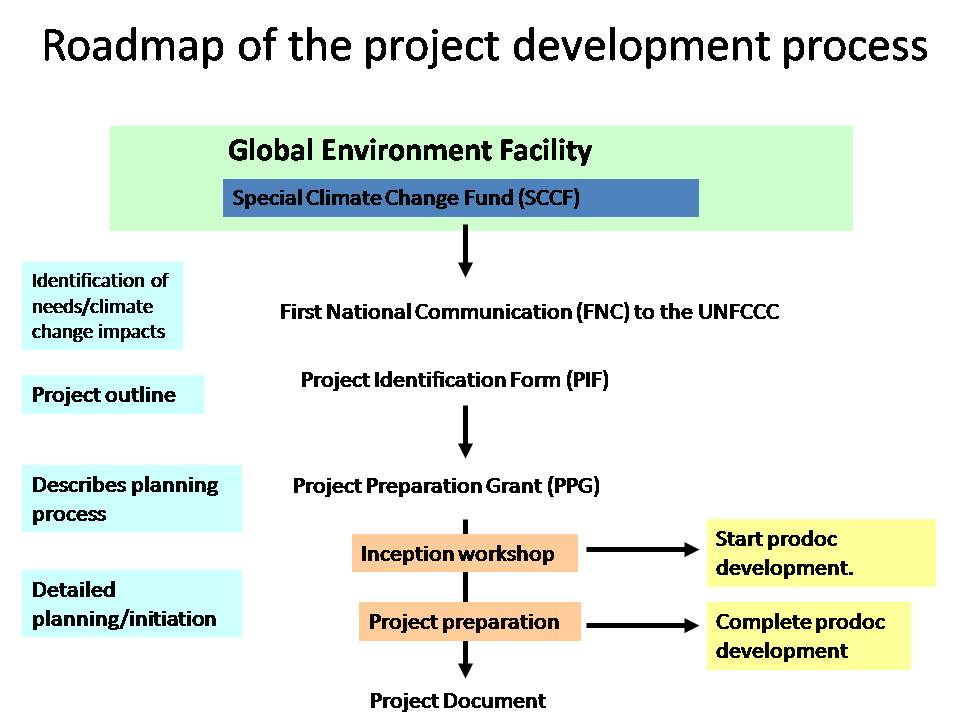 Roadmap of the project development process
Global Environment Facility
Special Climate Change Fund (SCCF)
Identification of
needs/climate
change impacts
First National Communication (FNC) to the UNFCCC
Project Identification Form (PIF)
Project outline
Describes planning
process
Project Preparation Grant (PPG)
Inception workshop
Start prodoc
development.
Detailed
planning/initiation
Project preparation
Complete prodoc
development
Project Document